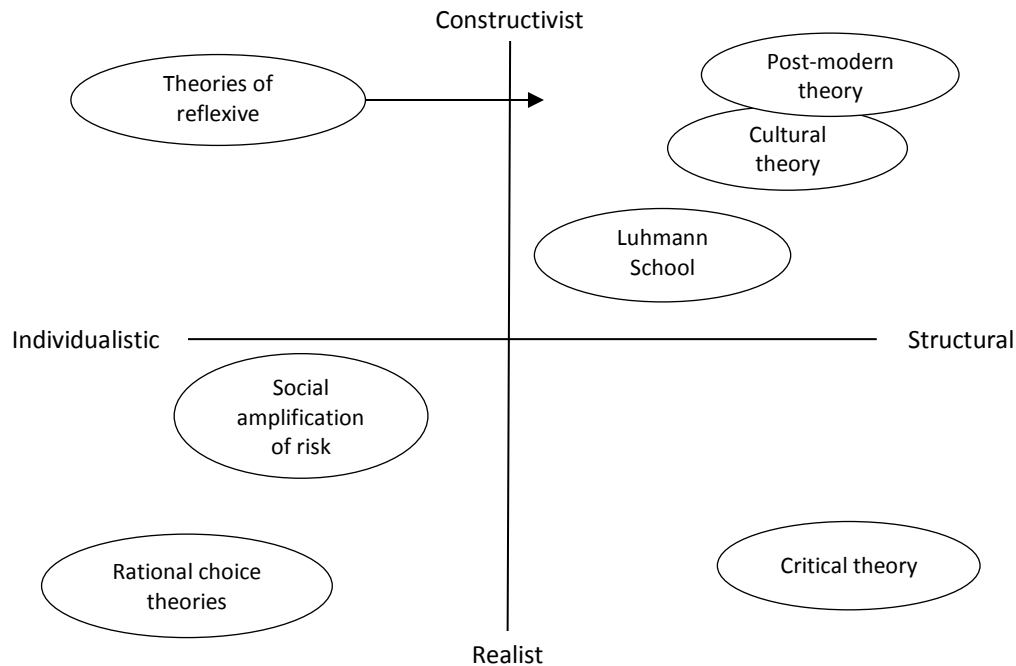 Constructivist
Theories of
reflexive
Post-modern
theory
Cultural
theory
Luhmann
School
Individualistic
Structural
Social
amplification
of risk
Rational choice
theories
Critical theory
Realist